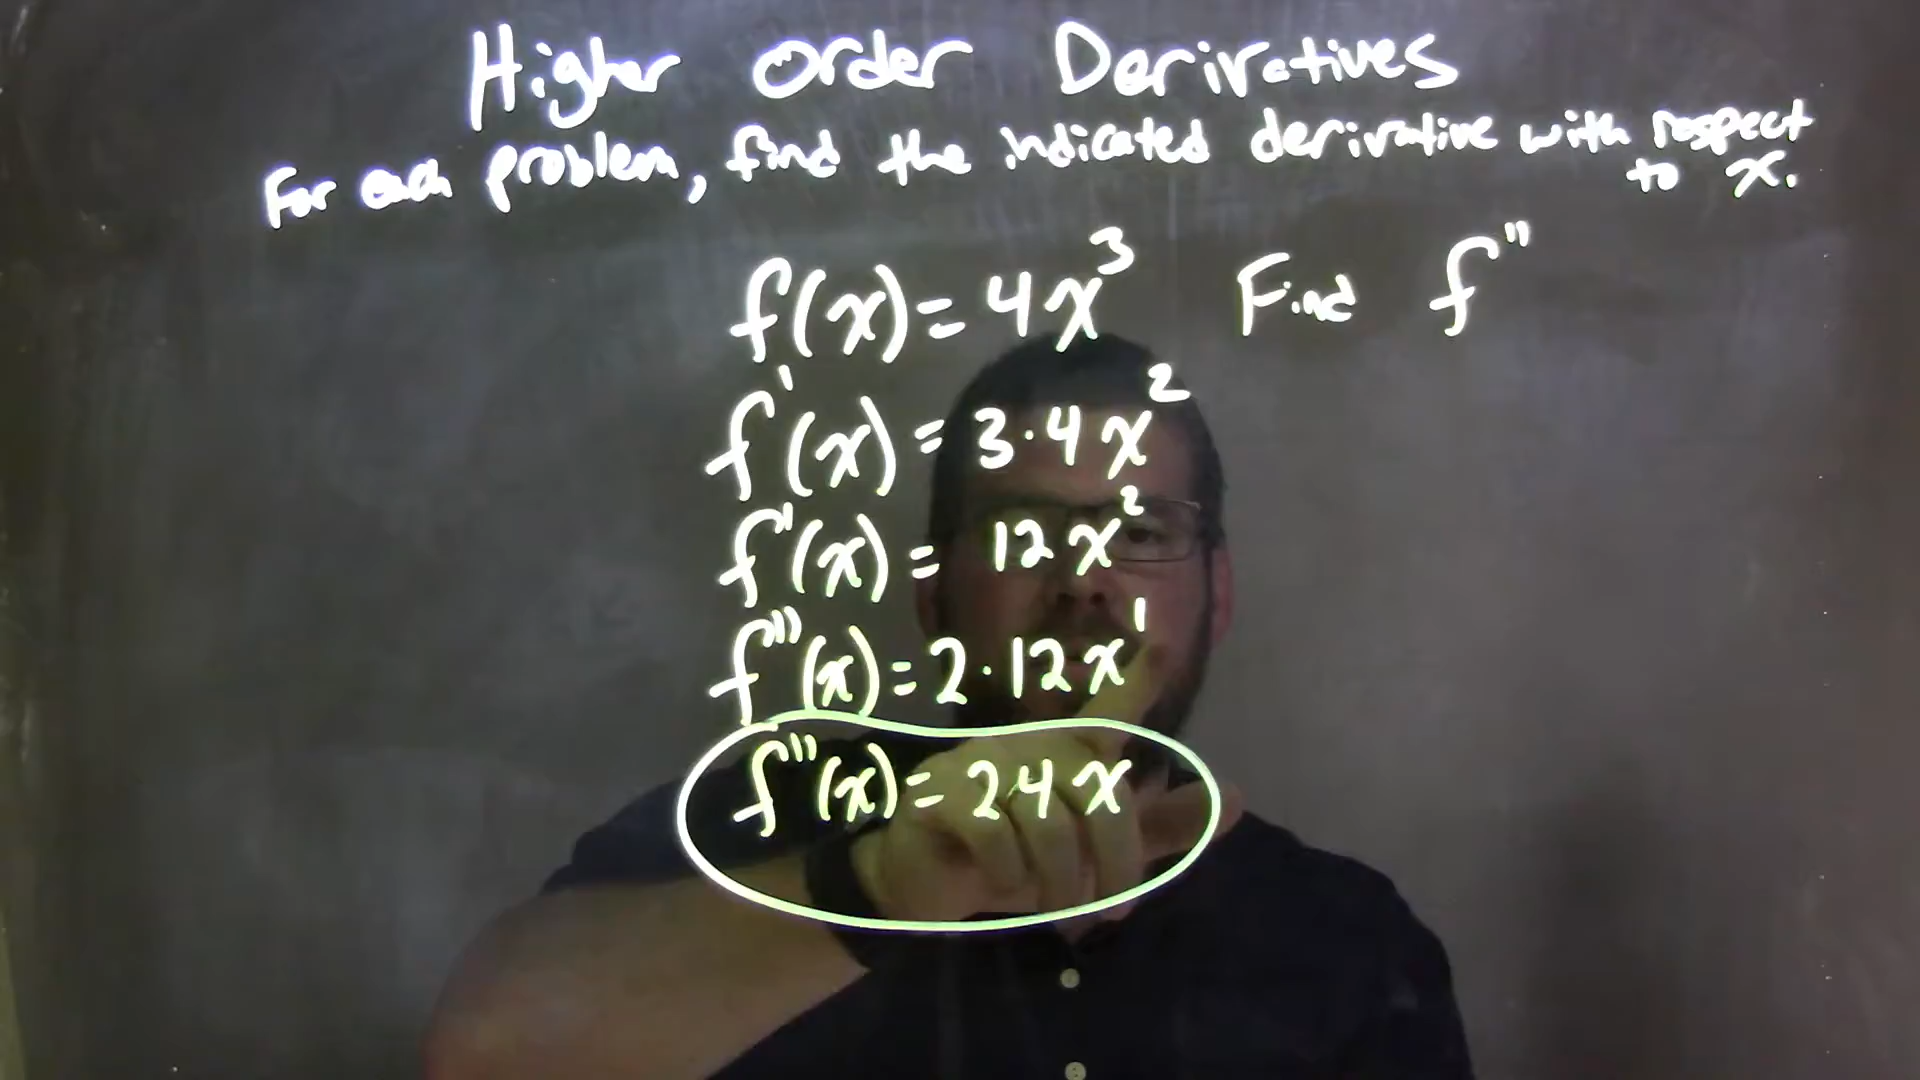 Higher Order Derivatives
For each problem, find the indicated derivative with respect
to x.
f(x) = 4x³ Find f''
f'(x) = 3·4x²
f'(x) = 12x²
f''(x) = 2·12x¹
f''(x) = 24x